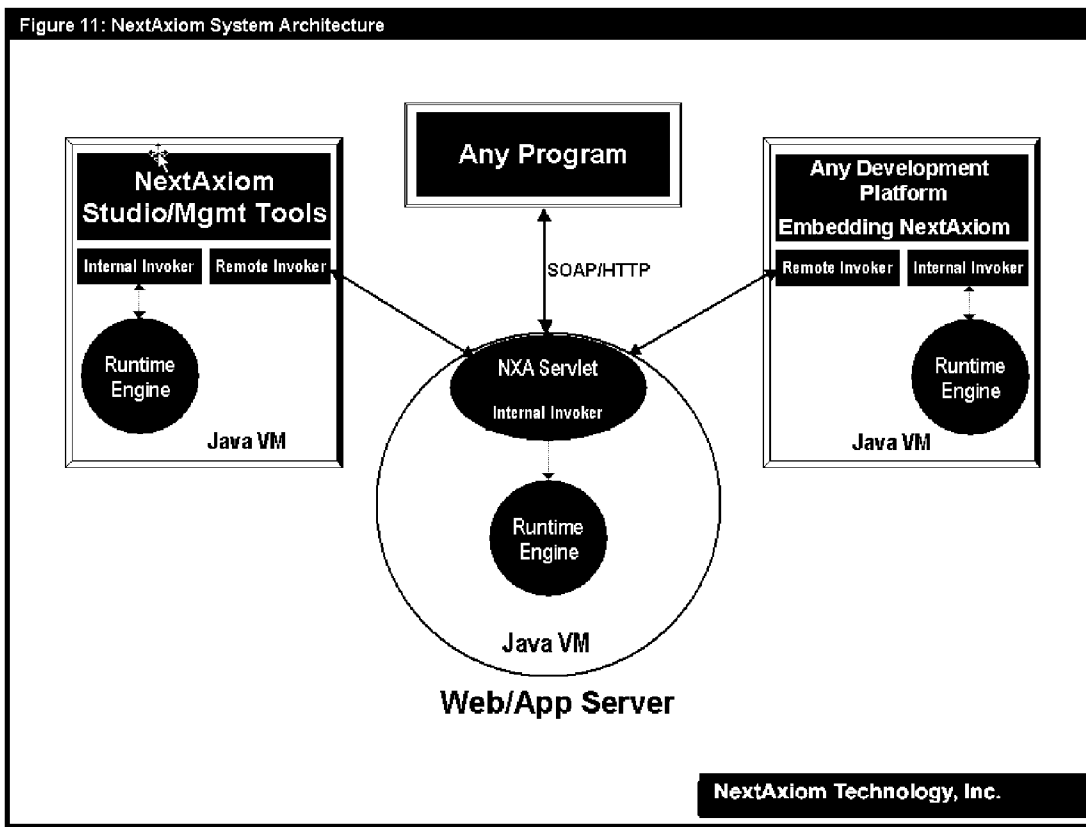 Figure 11: NextAxiom System Architecture
Any Program
NextAxiom
Studio/Mgmt Tools
Internal Invoker
Remote Invoker
Runtime
Engine
Java VM
SOAP/HTTP
Any Development
Platform
Embedding NextAxiom
Remote Invoker
Internal Invoker
Runtime
Engine
Java VM
NXA Servlet
Internal Invoker
Runtime
Engine
Java VM
Web/App Server
NextAxiom Technology, Inc.